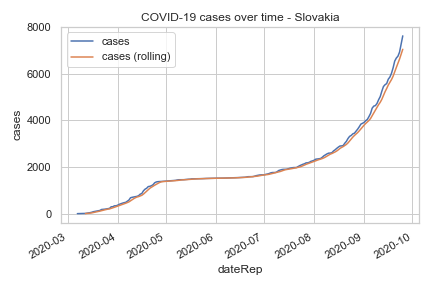 COVID-19 cases over time - Slovakia
8000
6000
4000
2000
0
cases
cases
cases (rolling)
2020-03
2020-04
2020-05
2020-06
2020-07
2020-08
2020-09
2020-10
dateRep